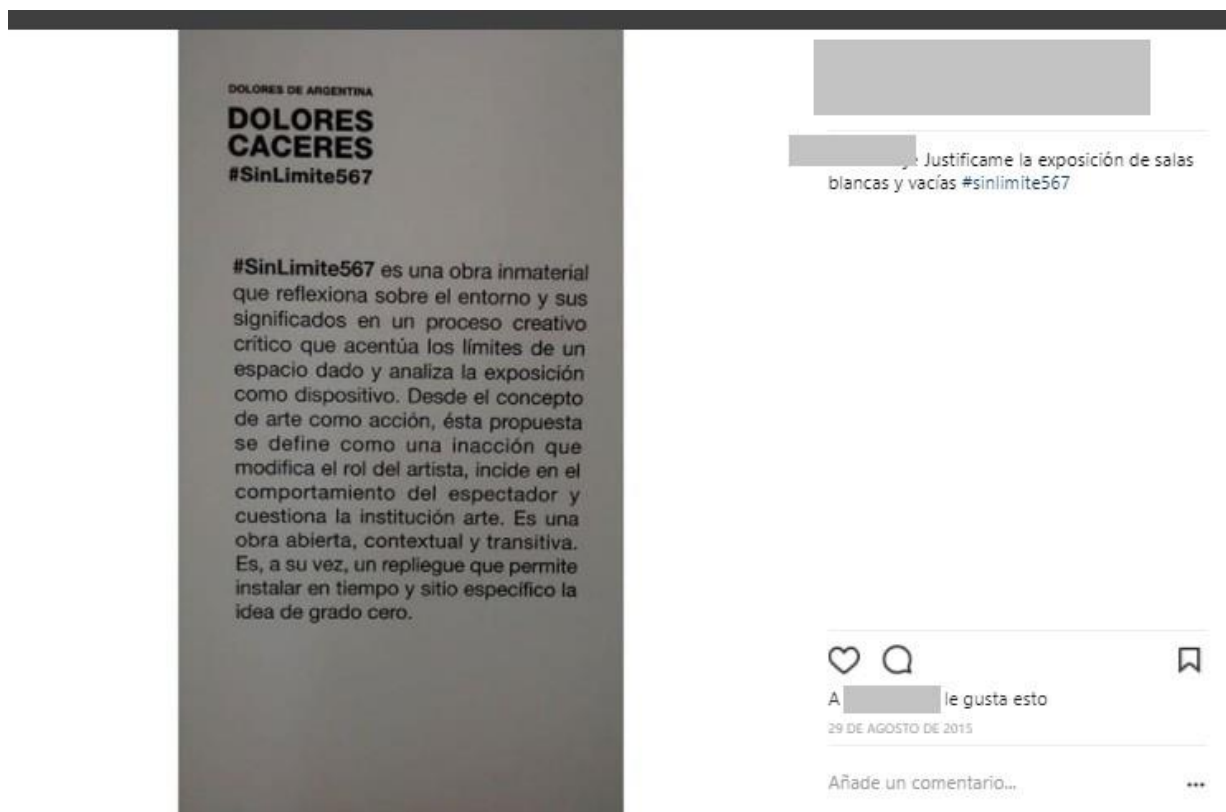 DOLORES DE ARGENTINA
DOLORES
CACERES
#SinLimite567
#SinLimite567 es una obra inmaterial
que reflexiona sobre el entorno y sus
significados en un proceso creativo
crítico que acentúa los límites de un
espacio dado y analiza la exposición
como dispositivo. Desde el concepto
de arte como acción, ésta propuesta
se define como una inacción que
modifica el rol del artista, incide en el
comportamiento del espectador y
cuestiona la institución arte. Es una
obra abierta, contextual y transitiva.
Es, a su vez, un repliegue que permite
instalar en tiempo y sitio específico la
idea de grado cero.
Justificame la exposición de salas
blancas y vacías #sinlimite567
A le gusta esto
29 DE AGOSTO DE 2015
Añade un comentario...